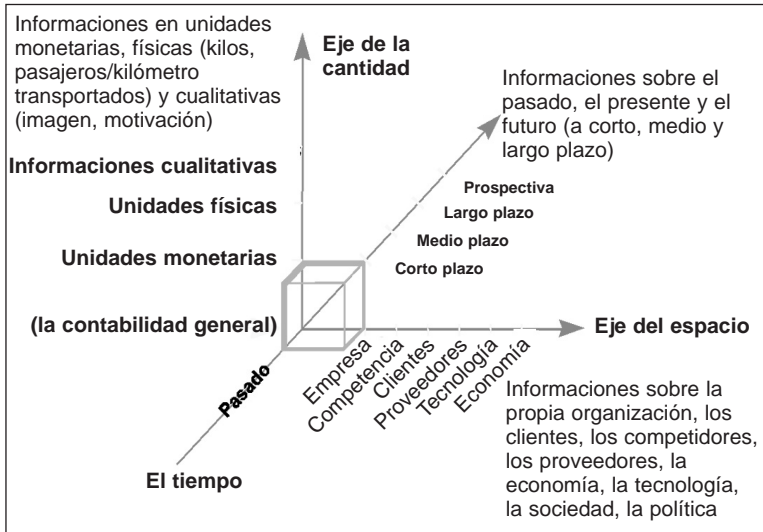 Informaciones en unidades
monetarias, físicas (kilos,
pasajeros/kilómetro
transportados) y cualitativas
(imagen, motivación)
Eje de la
cantidad
Informaciones sobre el
pasado, el presente y el
futuro (a corto, medio y
largo plazo)
Informaciones cualitativas
Unidades físicas
Unidades monetarias
(la contabilidad general)
Prospectiva
Largo plazo
Medio plazo
Corto plazo
Eje del espacio
Empresa
Competencia
Clientes
Proveedores
Tecnología
Economía
Pasado
El tiempo
Informaciones sobre la
propia organización, los
clientes, los competidores,
los proveedores, la
economía, la tecnología,
la sociedad, la política